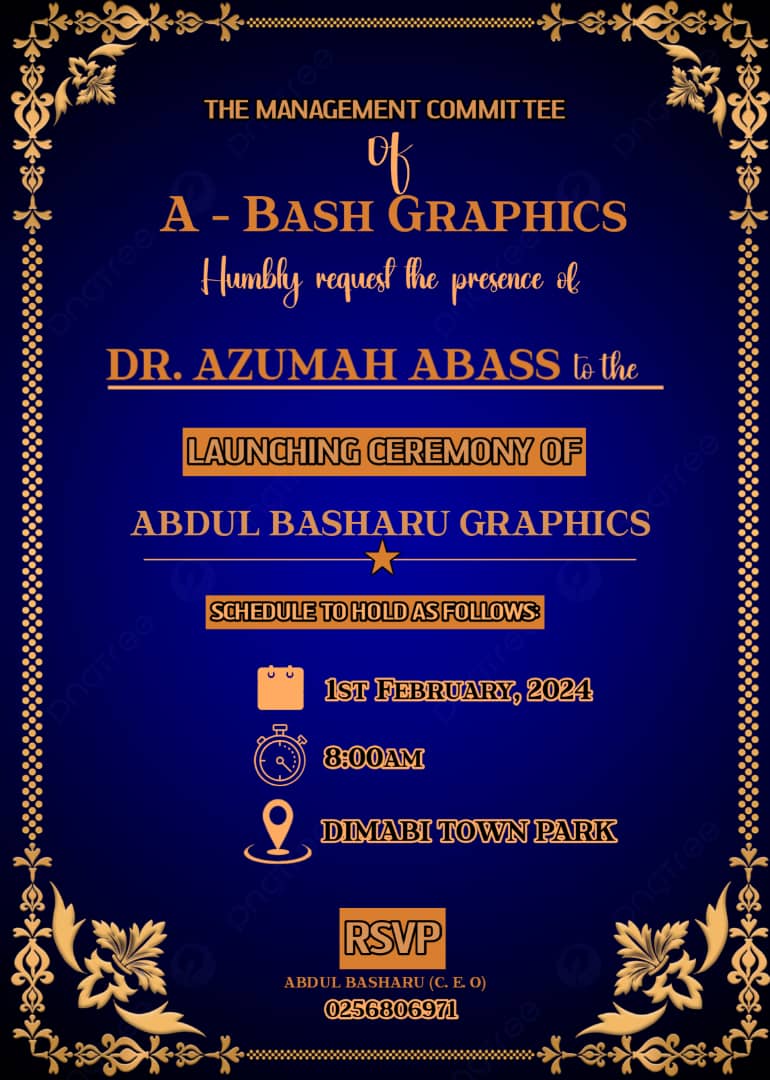 THE MANAGEMENT COMMITTEE
of
A - BASH GRAPHICS
Humbly request the presence of
DR. AZUMAH ABASS to the
LAUNCHING CEREMONY OF
ABDUL BASHARU GRAPHICS
SCHEDULE TO HOLD AS FOLLOWS:
1ST FEBRUARY, 2024
8:00AM
DIMABI TOWN PARK
RSVP
ABDUL BASHARU (C. E. O)
0256806971